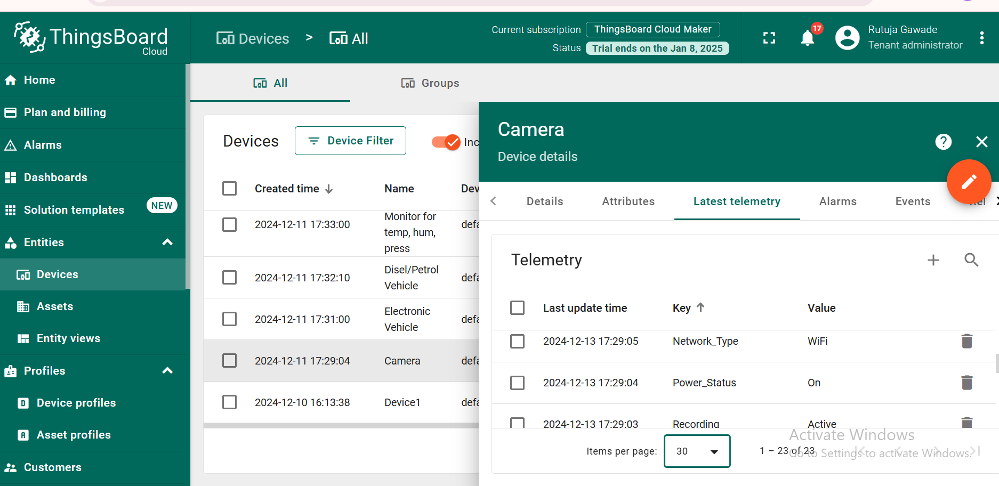 ThingsBoard
Cloud
Devices > All
Current subscription ThingsBoard Cloud Maker
Status Trial ends on the Jan 8, 2025
17
Rutuja Gawade
Tenant administrator
Home
Plan and billing
Alarms
Dashboards
Solution templates NEW
Entities
Devices
Assets
Entity views
Profiles
D Device profiles
A Asset profiles
Customers
All Groups
Devices Device Filter Inc
Created time Name Dev
2024-12-11 17:33:00 Monitor for temp, hum, press defa
2024-12-11 17:32:10 Disel/Petrol Vehicle defa
2024-12-11 17:31:00 Electronic Vehicle defa
2024-12-11 17:29:04 Camera defa
2024-12-10 16:13:38 Device1 defa
Camera
Device details
?
Details Attributes Latest telemetry Alarms Events Rel
Telemetry
Last update time Key Value
2024-12-13 17:29:05 Network_Type WiFi
2024-12-13 17:29:04 Power_Status On
2024-12-13 17:29:03 Recording Active
Items per page: 30 1 – 23 of 23
Activate Windows
Go to Settings to activate Windows.